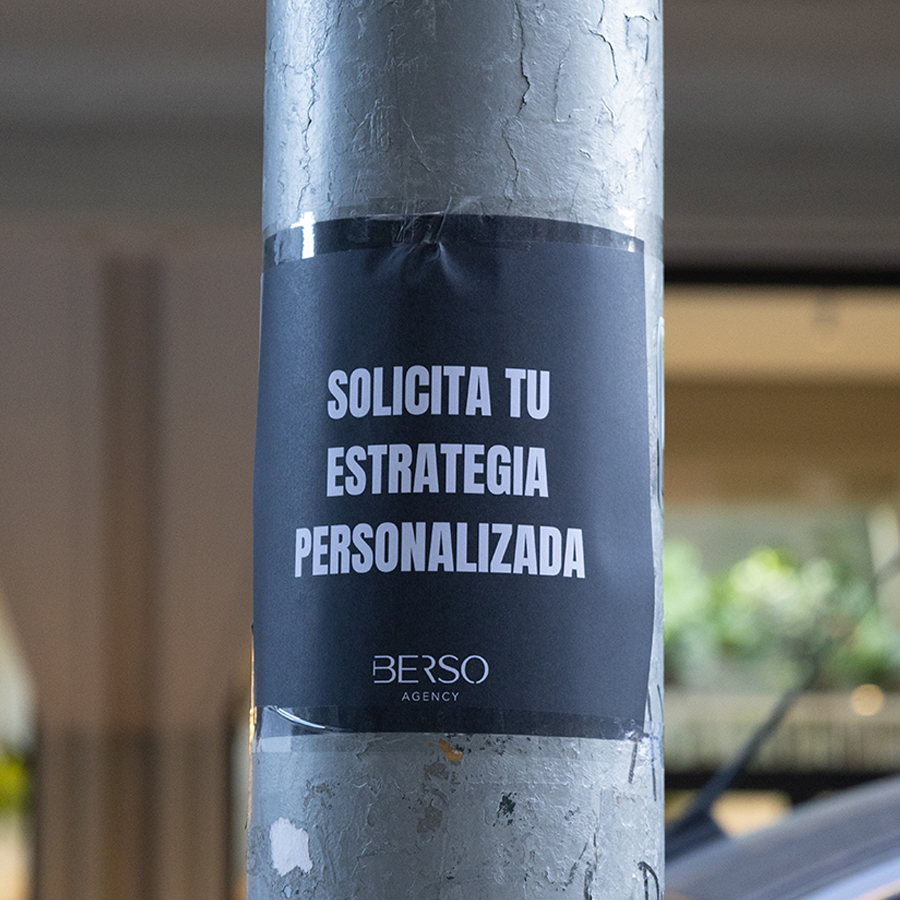 SOLICITA TU
ESTRATEGIA
PERSONALIZADA
BERSO
AGENCY